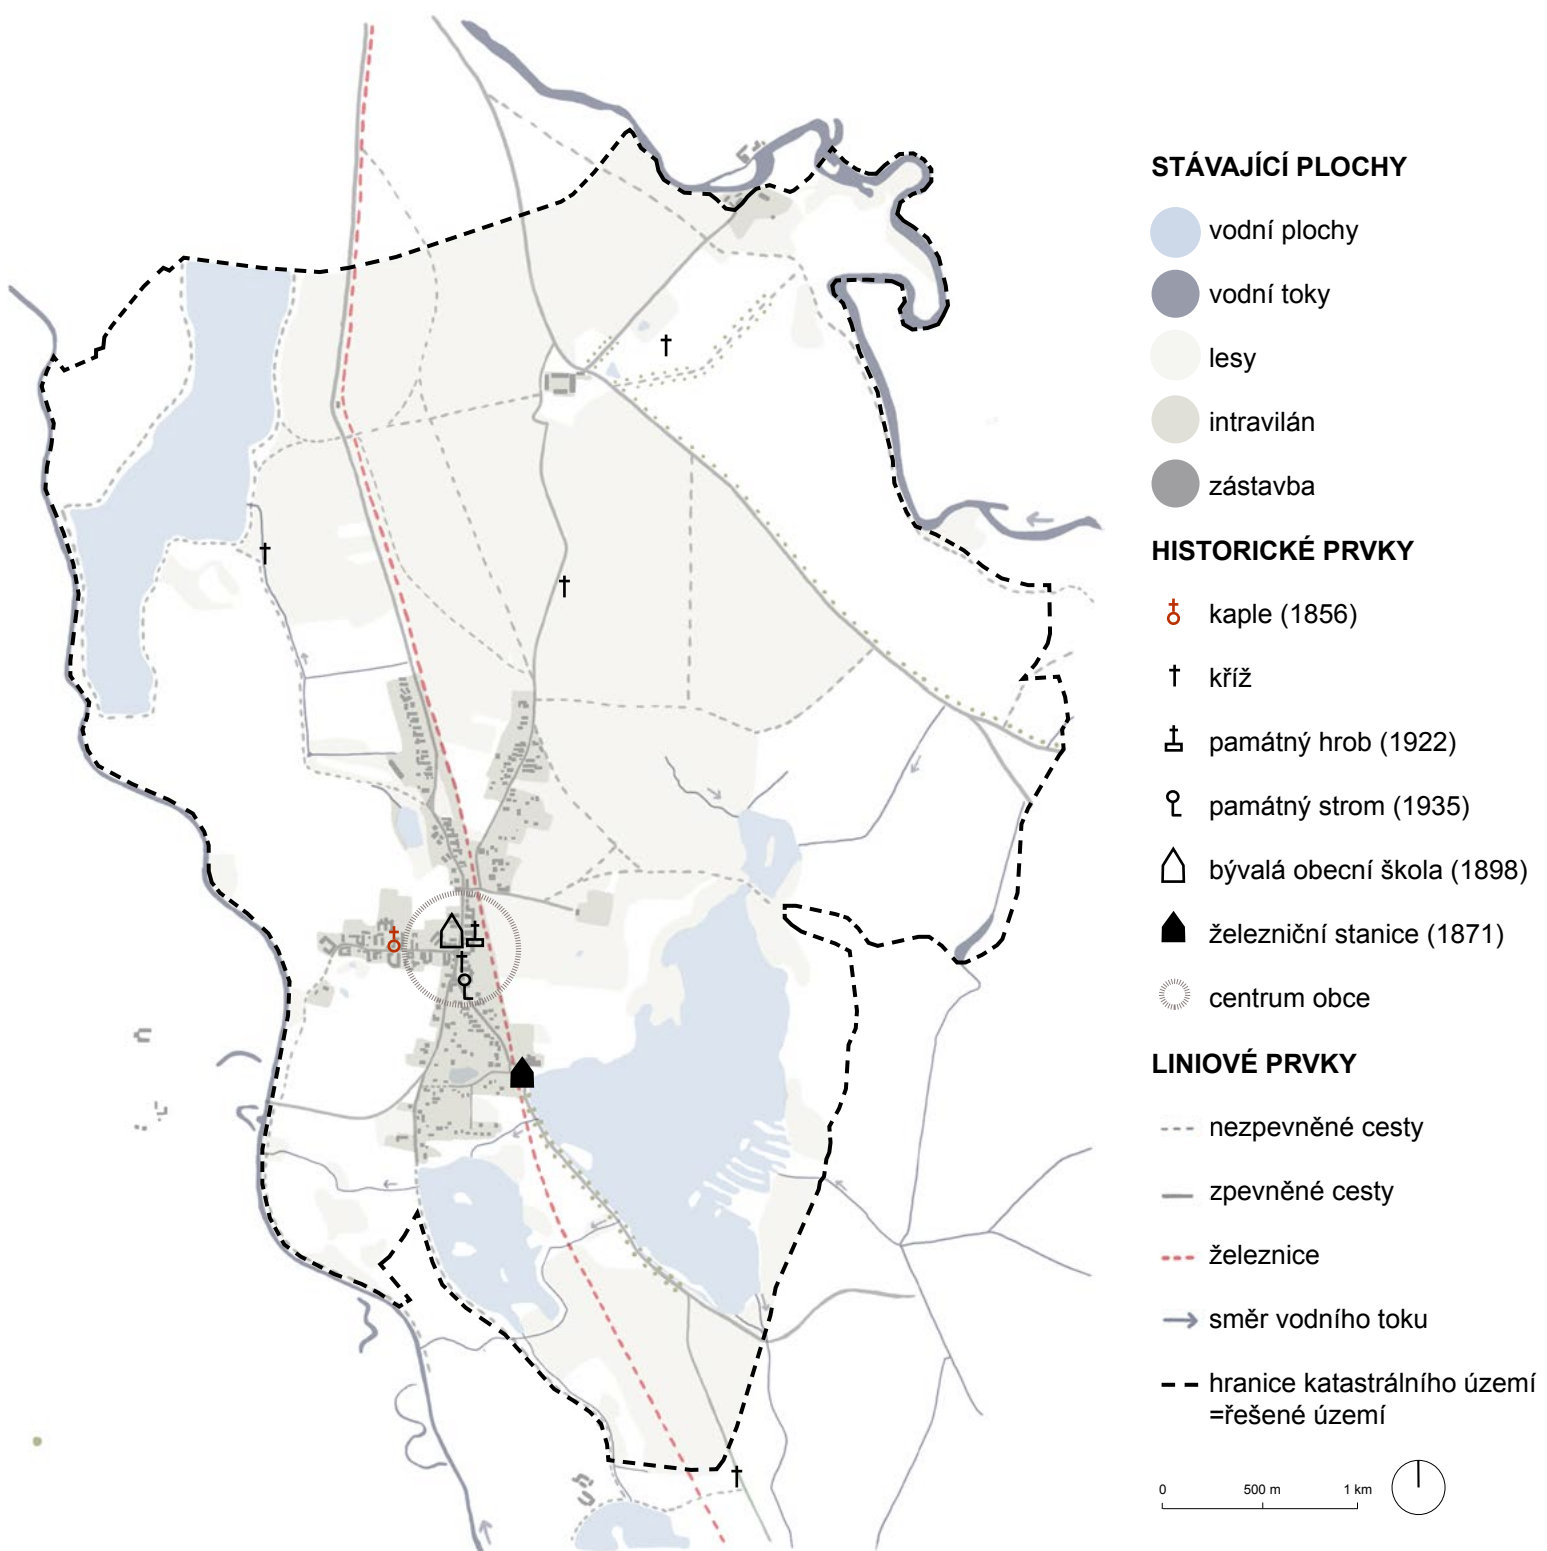 STÁVAJÍCÍ PLOCHY
vodní plochy
vodní toky
lesy
intravilán
zástavba
HISTORICKÉ PRVKY
kaple (1856)
kříž
památný hrob (1922)
památný strom (1935)
bývalá obecní škola (1898)
železniční stanice (1871)
centrum obce
LINIOVÉ PRVKY
nezpevněné cesty
zpevněné cesty
železnice
směr vodního toku
hranice katastrálního území
=řešené území
0 500 m 1 km